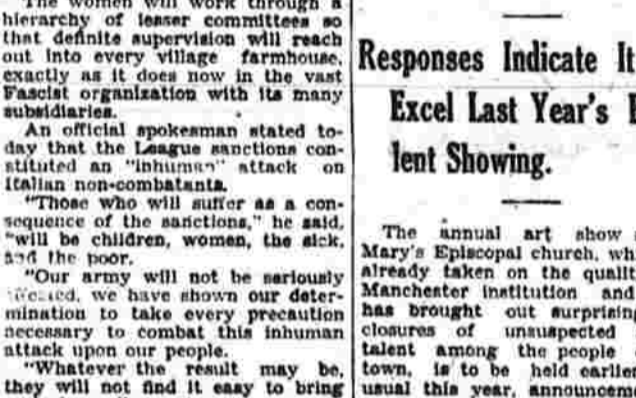 The women will work through a
hierarchy of lesser committees so
that definite supervision will reach
out into every village farmhouse,
exactly as it does now in the vast
Fascist organization with its many
subsidiaries.
An official spokesman stated to-
day that the League sanctions con-
stituted an "inhuman" attack on
Italian non-combatants.
"Those who will suffer as a con-
sequence of the sanctions," he said,
"will be children, women, the sick,
and the poor.
"Our army will not be seriously
we have shown our deter-
mination to take every precaution
necessary to combat this inhuman
attack upon our people.
"Whatever the result may be,
they will not find it easy to bring
Responses Indicate It
Excel Last Year's
lent Showing.
The annual art show
Mary's Episcopal church, wh
already taken on the qualit
Manchester institution and
has brought out surprising
closures of unsuspected
talent among the people
town, is to be held earlier
usual this year, announcem